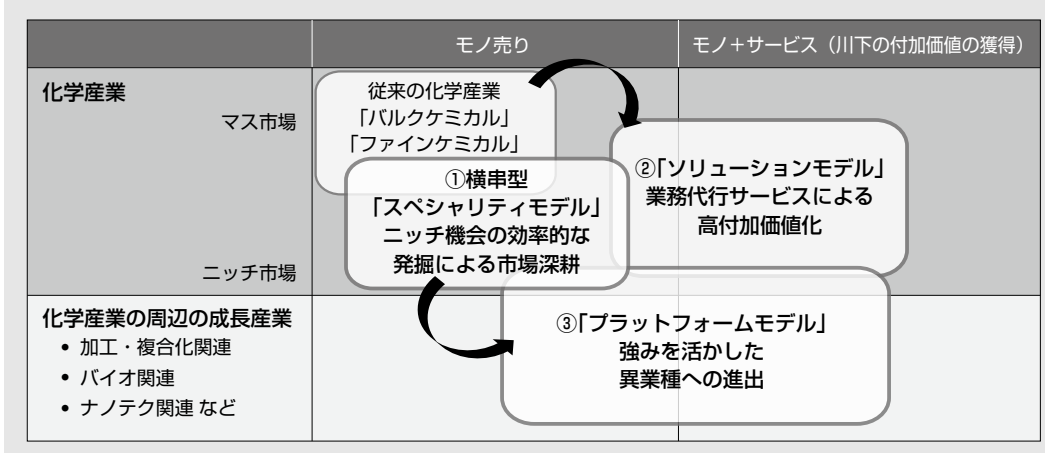 モノ売り
モノ＋サービス（川下の付加価値の獲得）
化学産業
マス市場
ニッチ市場
従来の化学産業
「バルクケミカル」
「ファインケミカル」
①横串型
「スペシャリティモデル」
ニッチ機会の効率的な
発掘による市場深耕
②「ソリューションモデル」
業務代行サービスによる
高付加価値化
化学産業の周辺の成長産業
• 加工・複合化関連
• バイオ関連
• ナノテク関連 など
③「プラットフォームモデル」
強みを活かした
異業種への進出